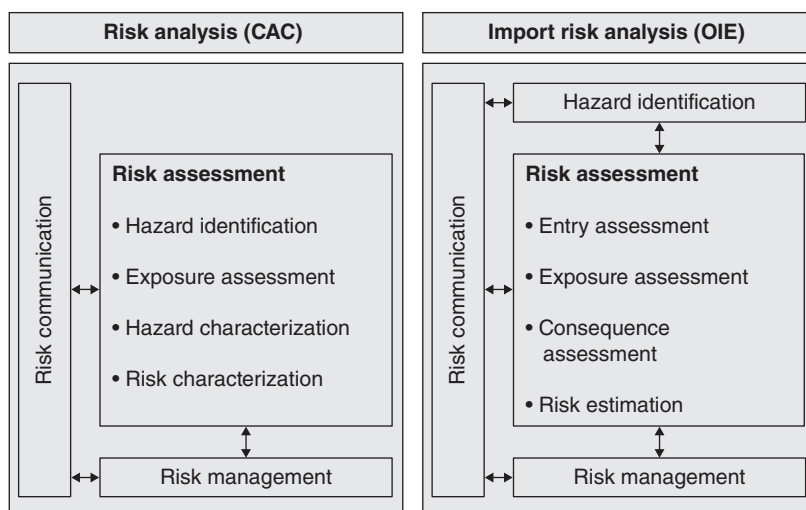 Risk analysis (CAC)
Risk communication
Risk assessment
• Hazard identification
• Exposure assessment
• Hazard characterization
• Risk characterization
Risk management
Import risk analysis (OIE)
Risk communication
Hazard identification
Risk assessment
• Entry assessment
• Exposure assessment
• Consequence
assessment
• Risk estimation
Risk management